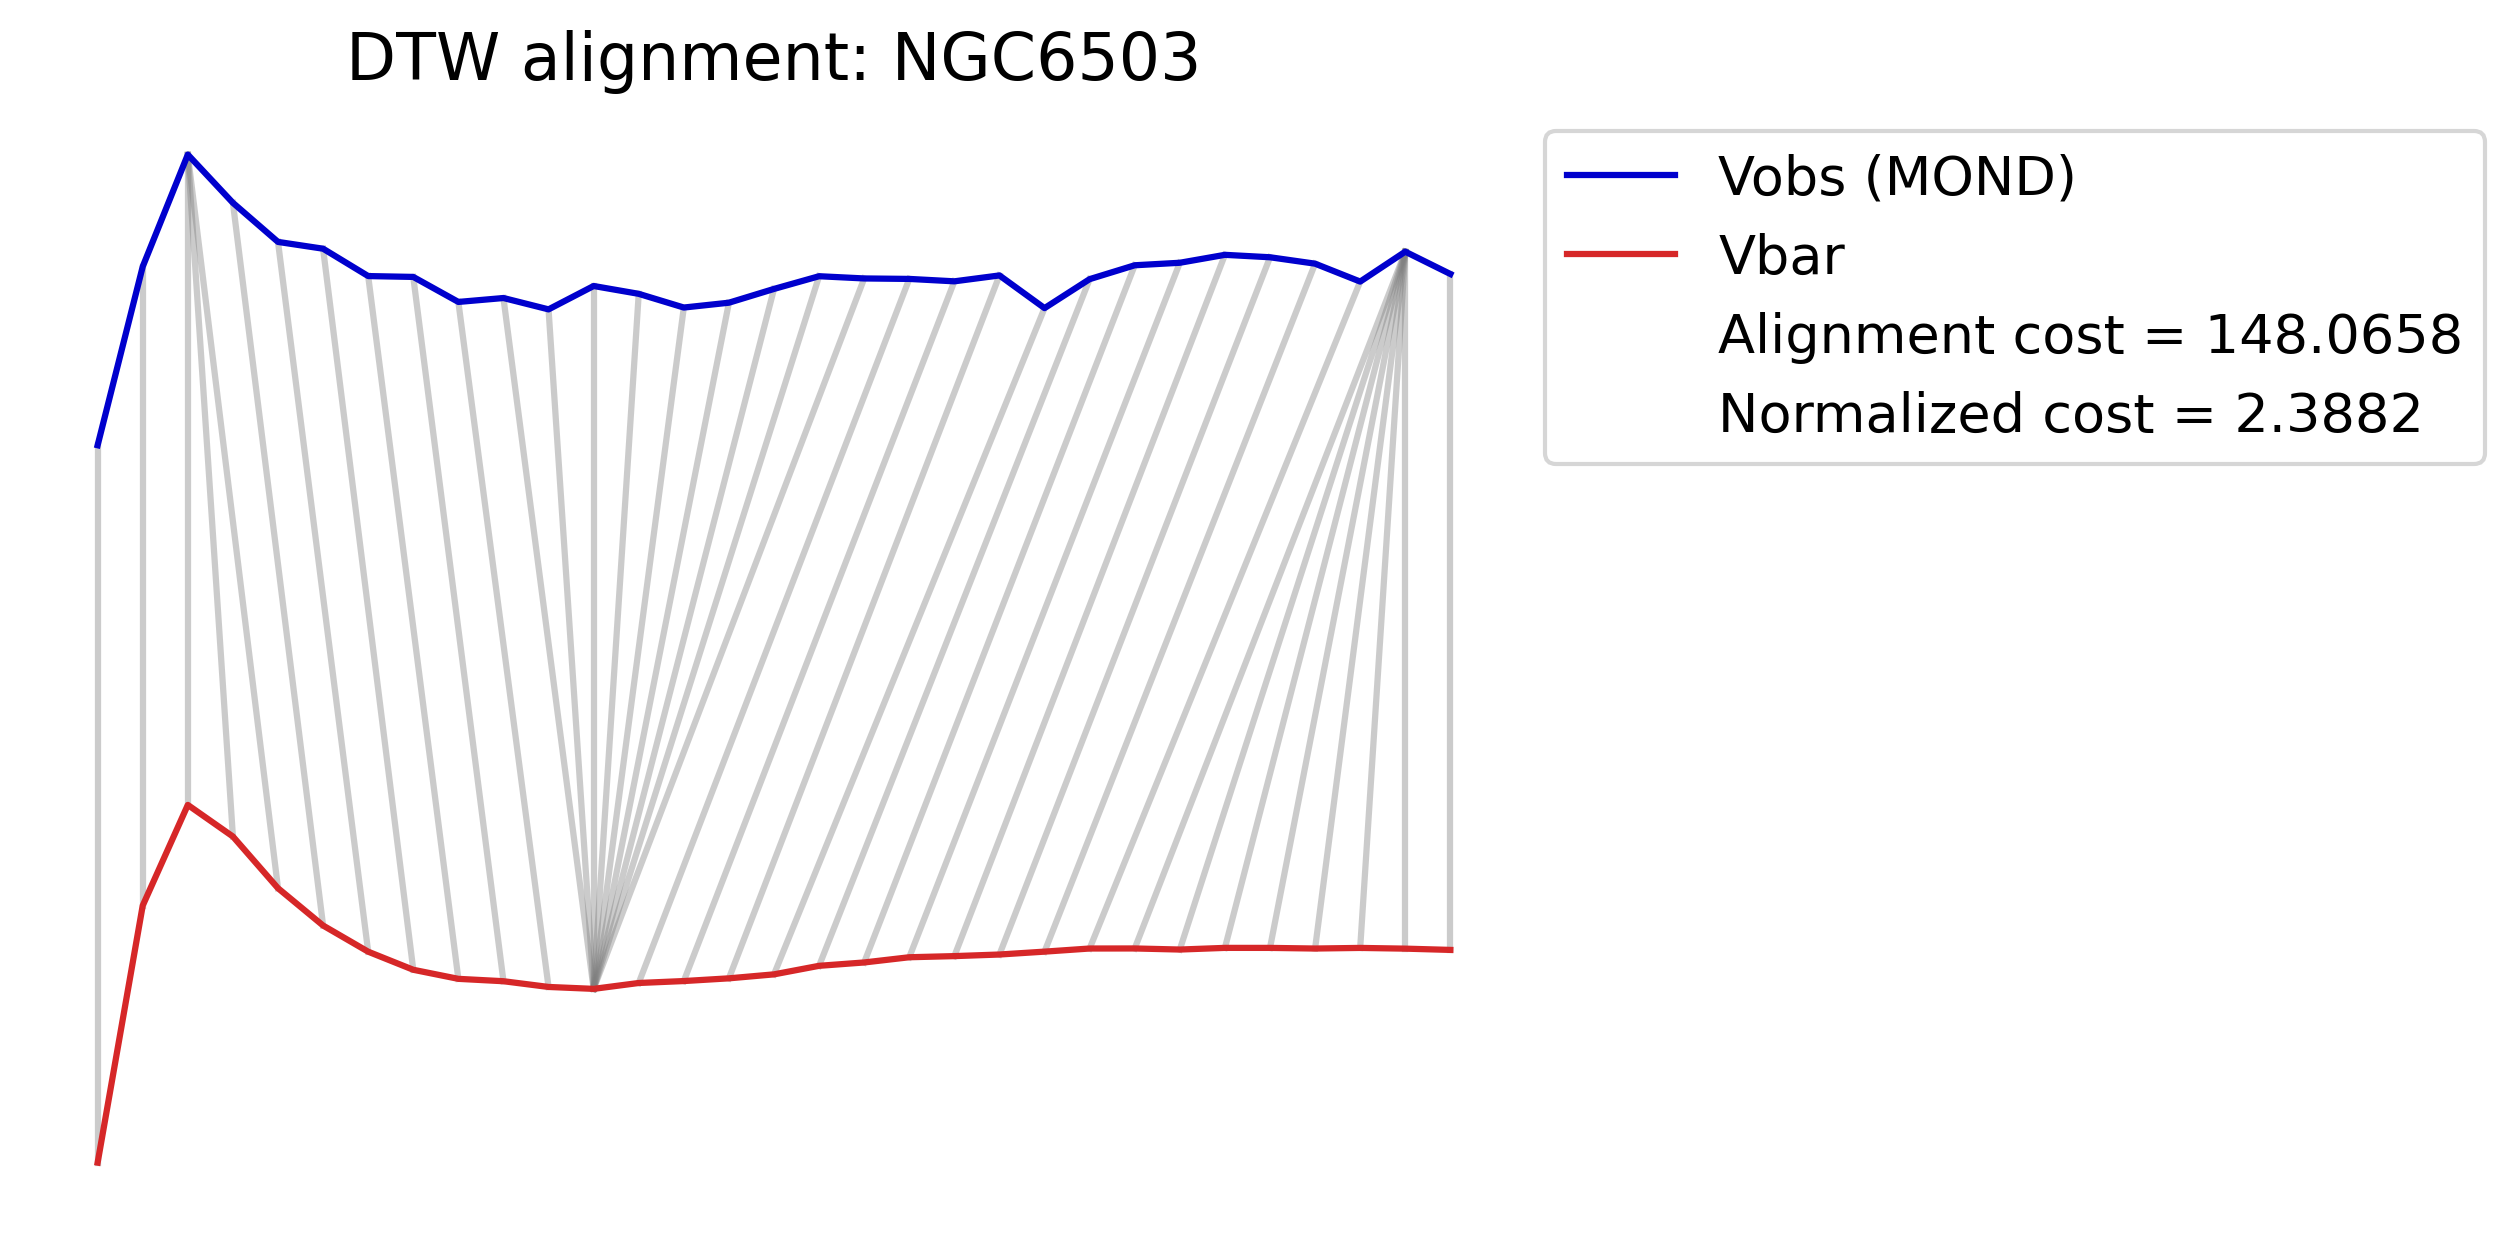 DTW alignment: NGC6503
Vobs (MOND)
Vbar
Alignment cost = 148.0658
Normalized cost = 2.3882